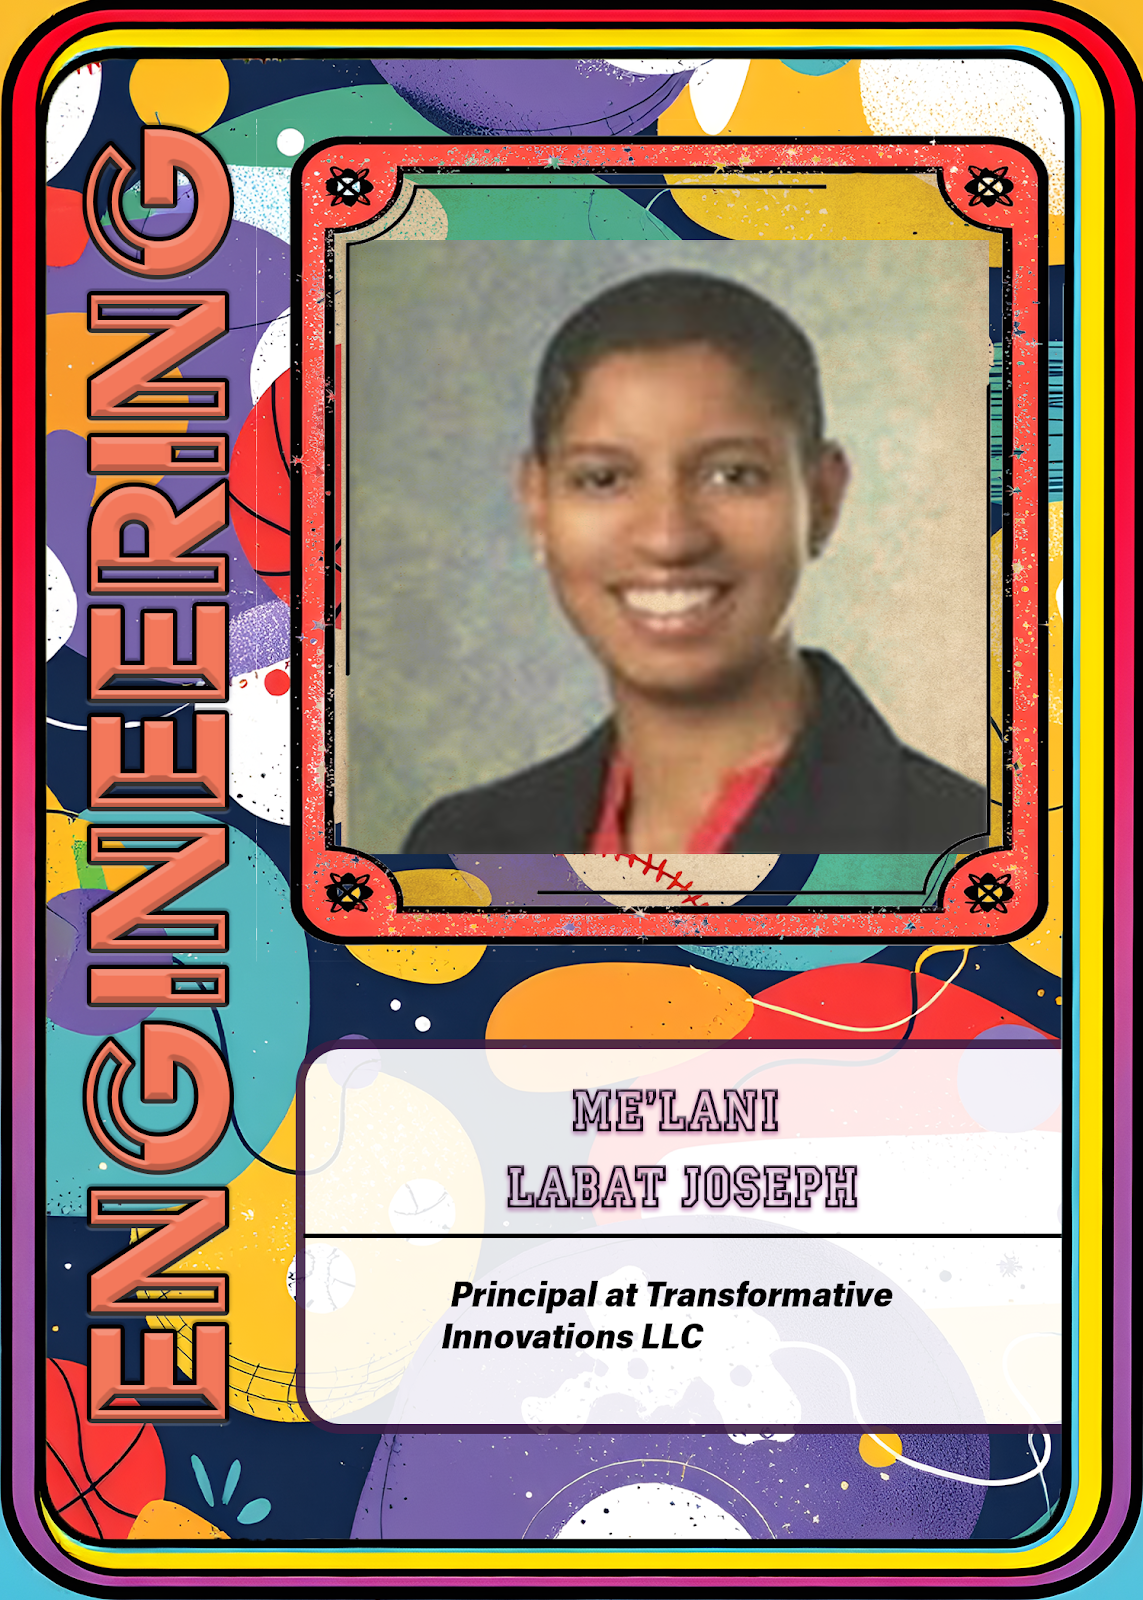 ENGINEERING
ME'LANI
LABAT JOSEPH
Principal at Transformative
Innovations LLC